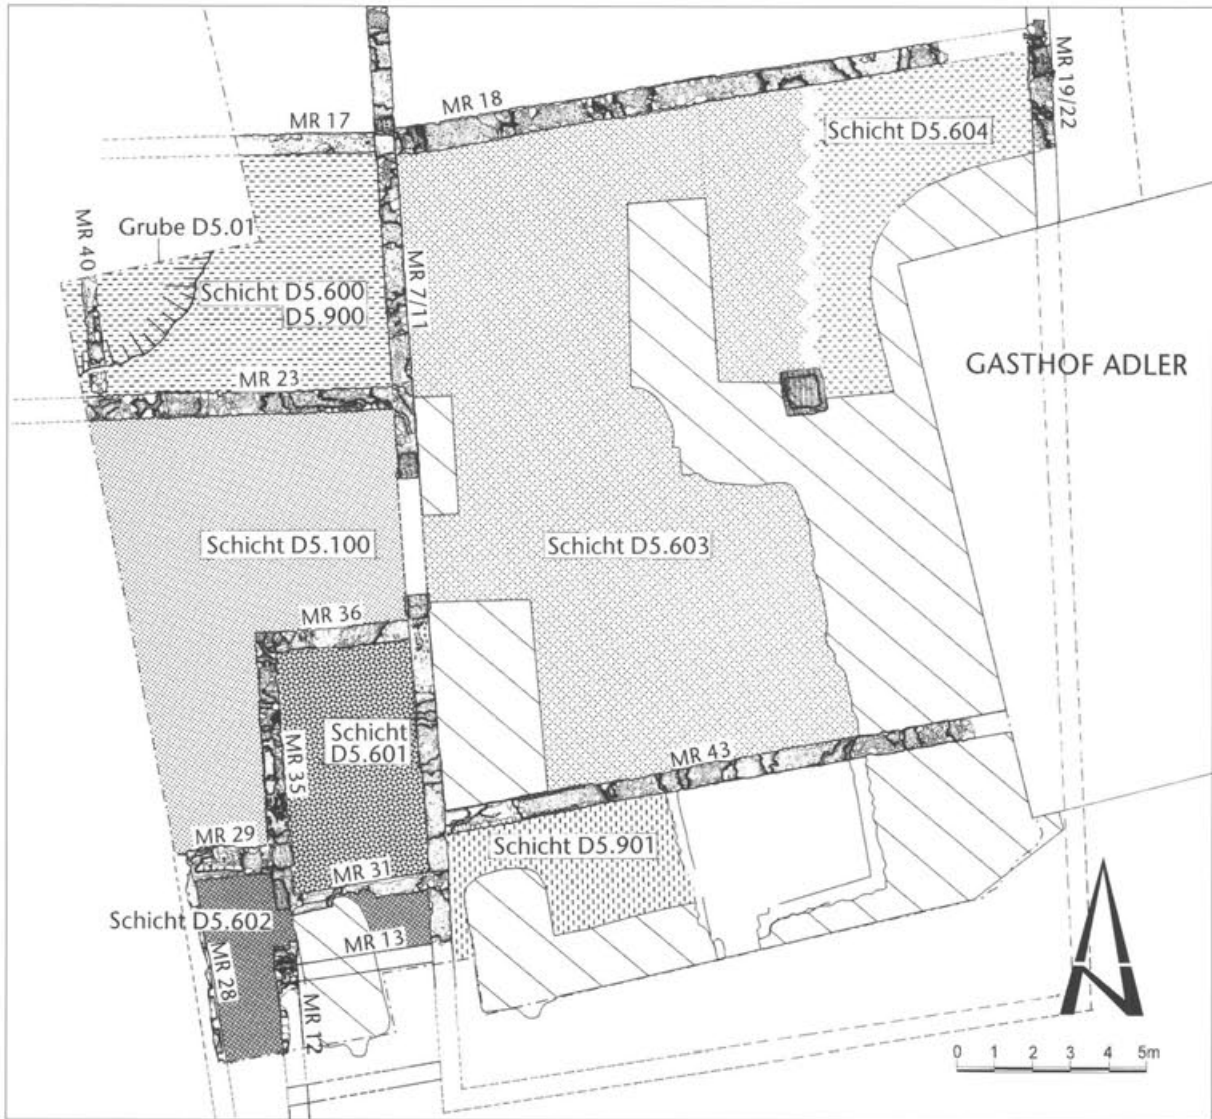 MR 17
MR 18
MR 19/22
Schicht D5.604
MR 40
Grube D5.01
MR 7/11
Schicht D5.600
D5.900
MR 23
GASTHOF ADLER
Schicht D5.100
Schicht D5.603
MR 36
Schicht
D5.601
MR 35
MR 43
MR 29
MR 31
Schicht D5.901
Schicht D5.602
MR 13
MR 28
MR 12
N
0 1 2 3 4 5m